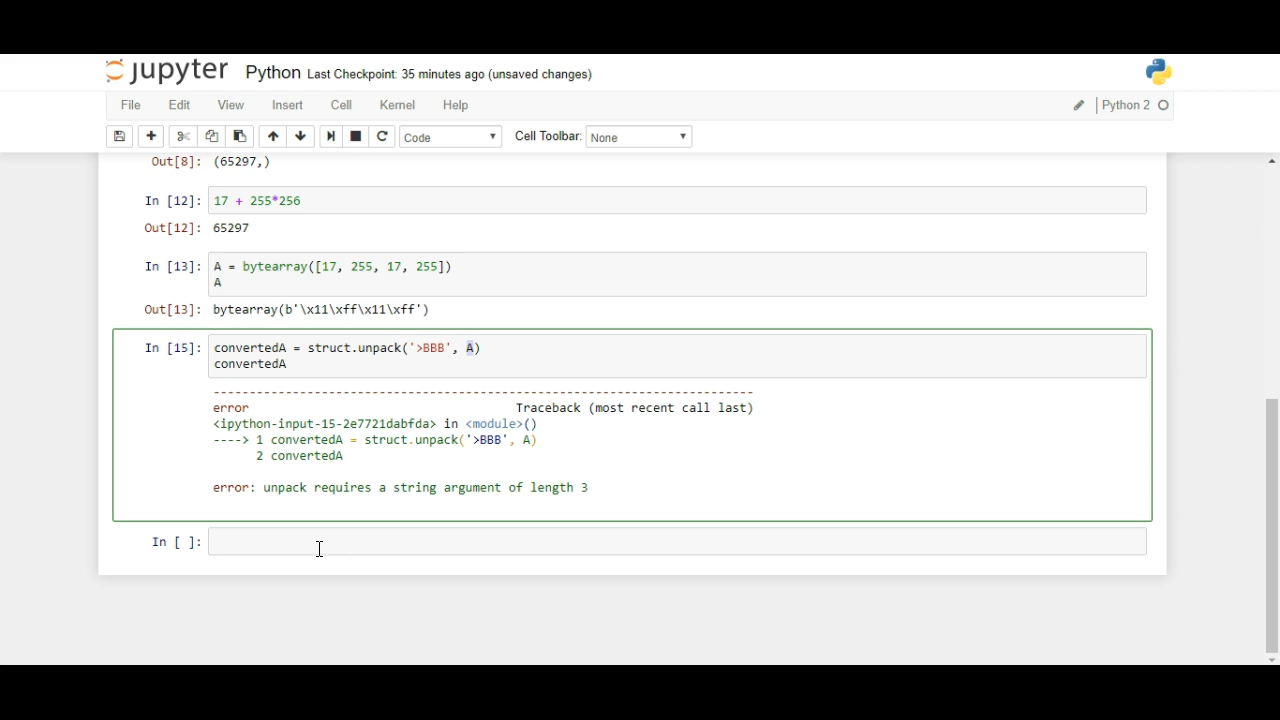 jupyter Python Last Checkpoint: 35 minutes ago (unsaved changes)
File Edit View Insert Cell Kernel Help Python 2
Code Cell Toolbar: None
Out[8]: (65297,)
In [12]: 17 + 255*256
Out[12]: 65297
In [13]: A = bytearray([17, 255, 17, 255])
A
Out[13]: bytearray(b'\x11\xff\x11\xff')
In [15]: convertedA = struct.unpack('>BBB', A)
convertedA
---------------------------------------------------------------------------
error Traceback (most recent call last)
<ipython-input-15-2e7721dabfda> in <module>()
----> 1 convertedA = struct.unpack('>BBB', A)
2 convertedA
error: unpack requires a string argument of length 3
In [ ]: